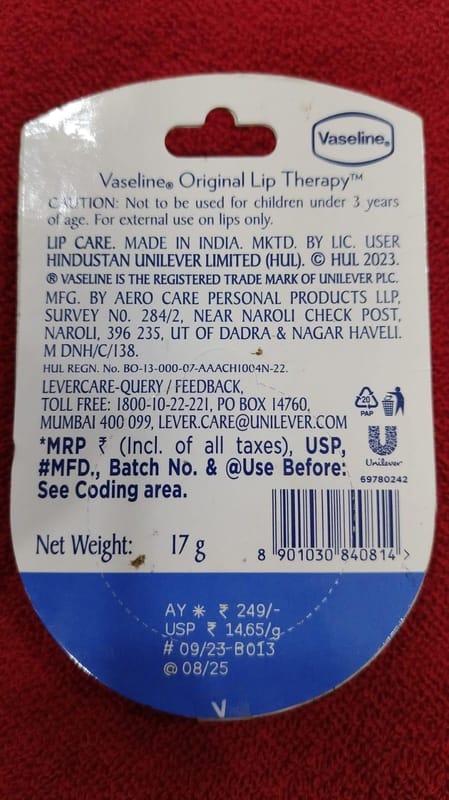 Vaseline®
Vaseline® Original Lip Therapy™
CAUTION: Not to be used for children under 3 years
of age. For external use on lips only.
LIP CARE. MADE IN INDIA. MKTD. BY LIC. USER
HINDUSTAN UNILEVER LIMITED (HUL). © HUL 2023.
® VASELINE IS THE REGISTERED TRADE MARK OF UNILEVER PLC.
MFG. BY AERO CARE PERSONAL PRODUCTS LLP,
SURVEY N0. 284/2, NEAR NAROLI CHECK POST,
NAROLI, 396 235, UT OF DADRA & NAGAR HAVELI.
M DNH/C/138.
HUL REGN. No. BO-13-000-07-AAACH1004N-22.
LEVERCARE-QUERY / FEEDBACK,
TOLL FREE: 1800-10-22-221, PO BOX 14760,
MUMBAI 400 099, LEVER.CARE@UNILEVER.COM
20
PAP
Unilever
69780242
*MRP ₹ (Incl. of all taxes), USP,
#MFD., Batch No. & @Use Before:
See Coding area.
Net Weight: 17 g
8 901030 840814 >
AY * ₹ 249/-
USP ₹ 14.65/g
# 09/23-B013
@ 08/25
V